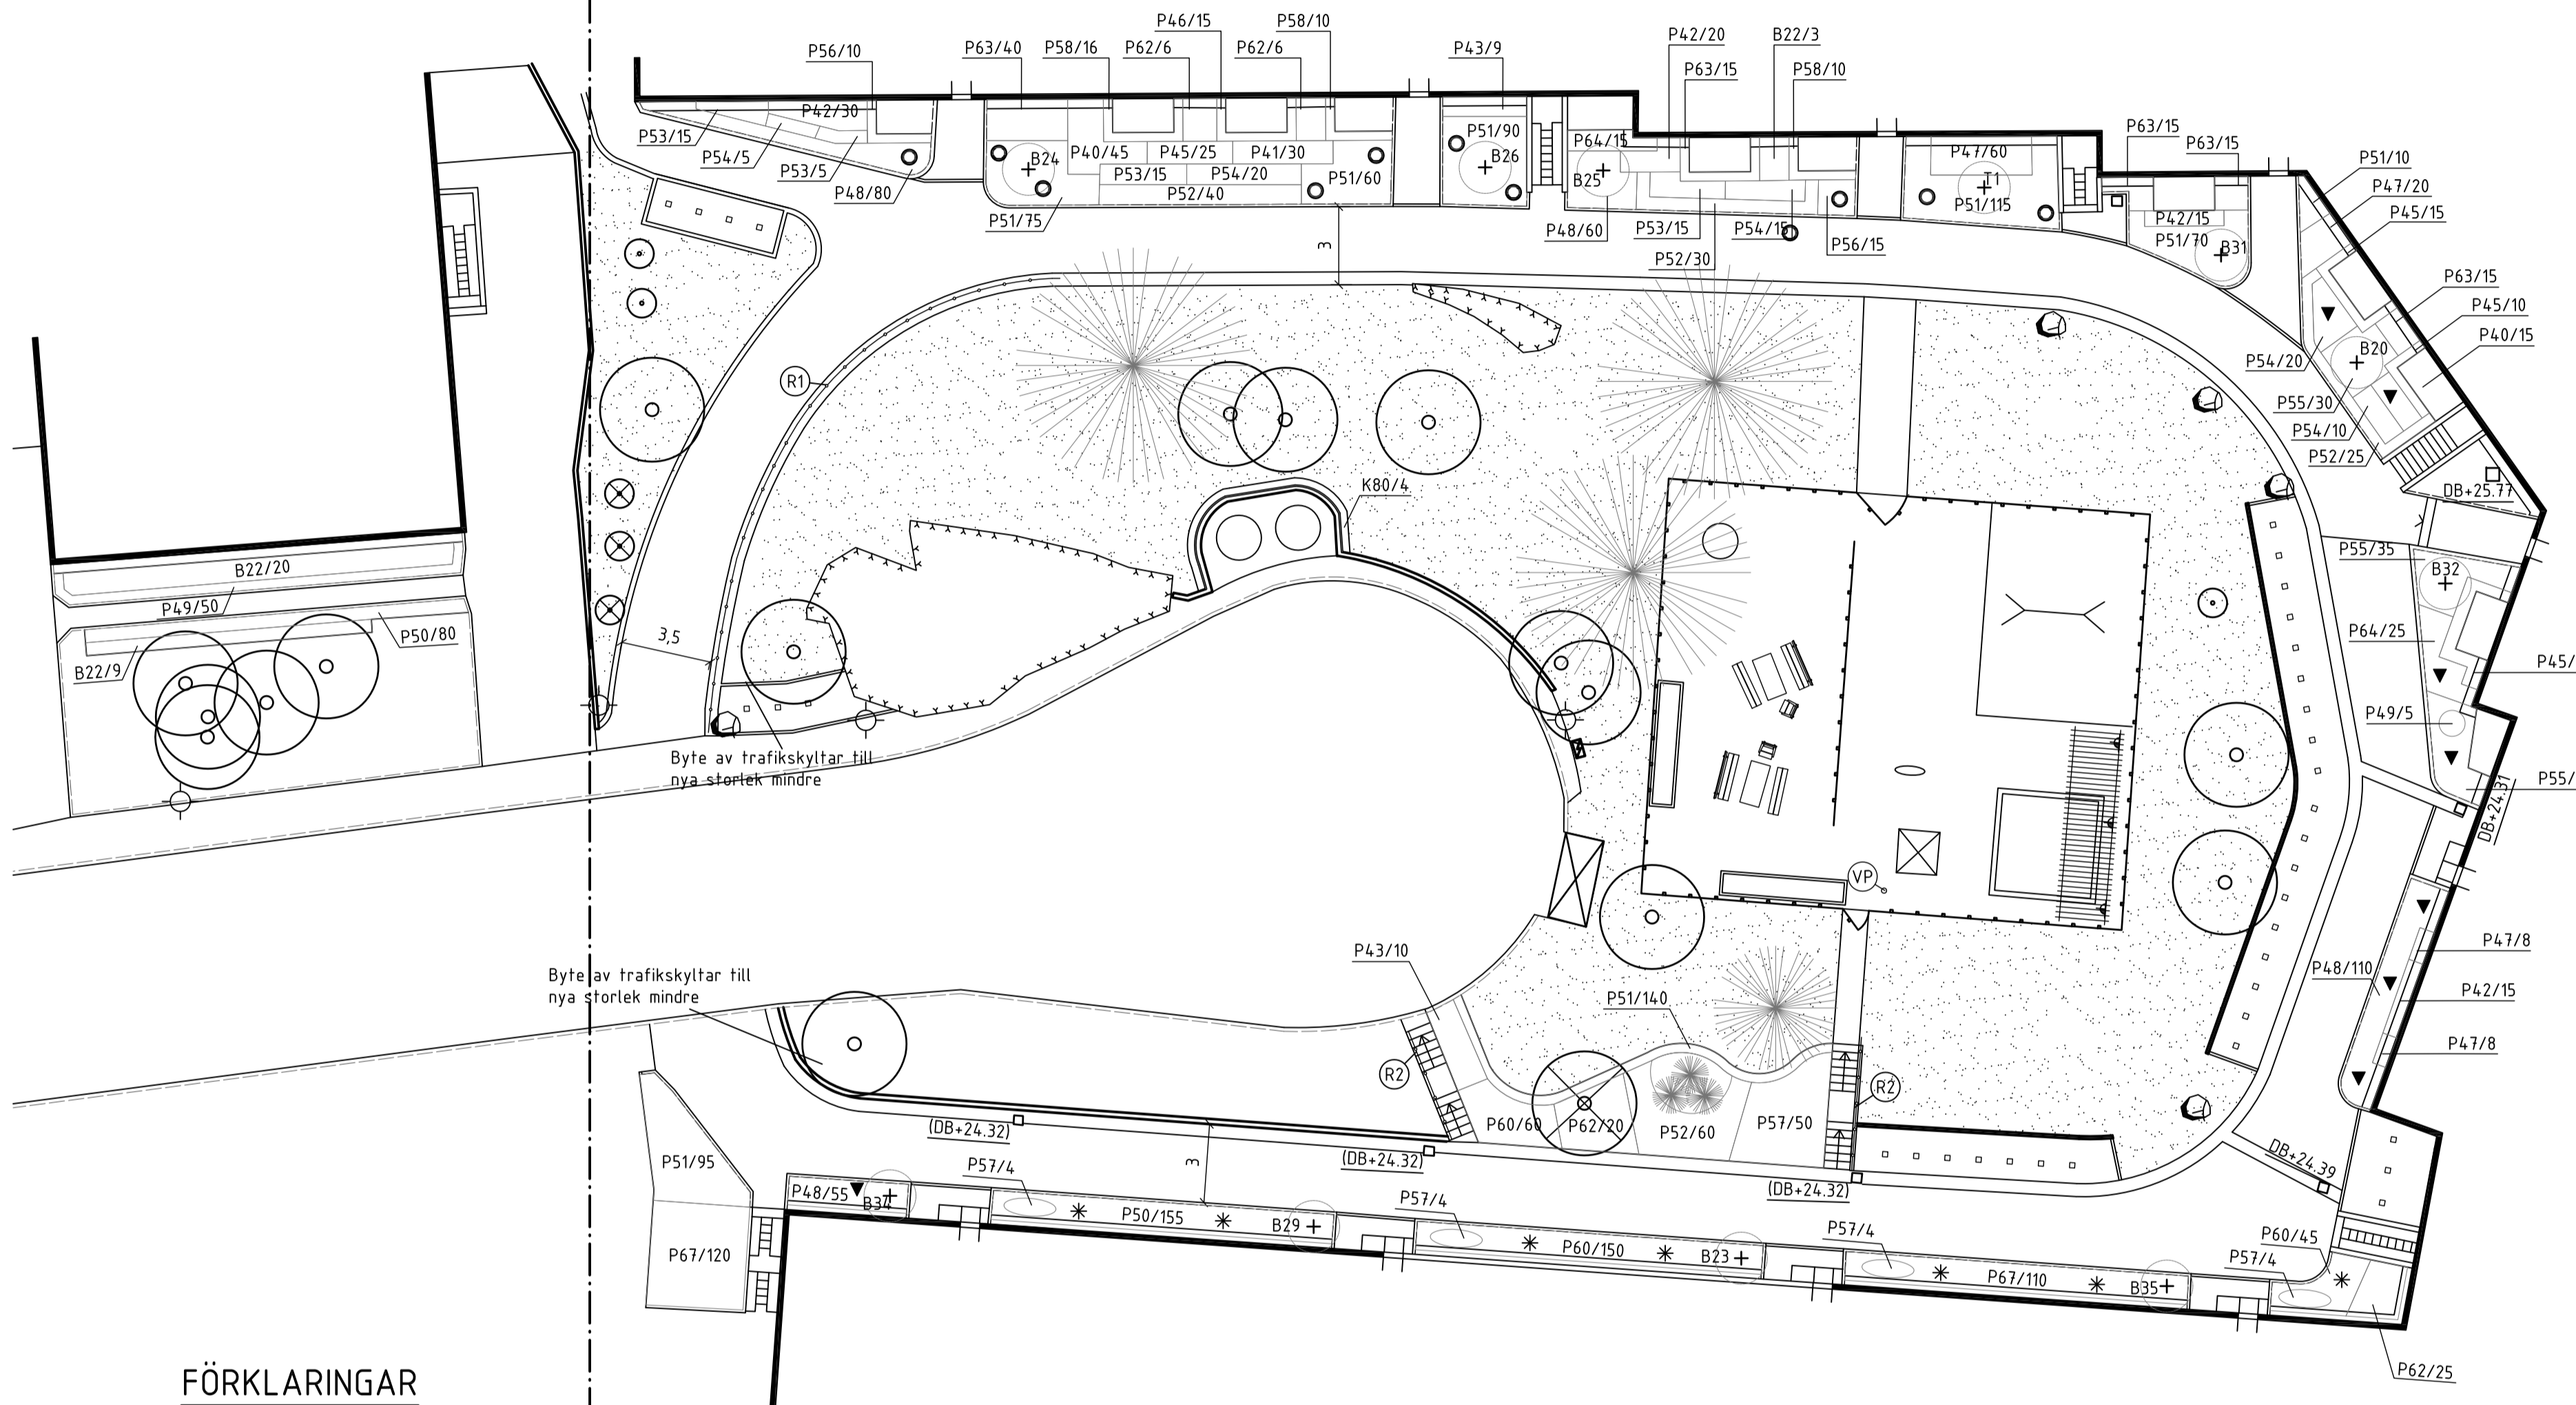 P46/15
P58/10
P56/10
P63/40
P58/16
P62/6
P62/6
P43/9
P42/20
B22/3
P63/15
P58/10
P42/30
P53/15
P54/5
P53/5
P48/80
B24
P40/45
P45/25
P41/30
P53/15
P54/20
P52/40
P51/60
P51/75
P51/90
B26
P64/15
B25
P48/60
P53/15
P54/15
P52/30
P56/15
P47/60
T1
P51/115
P63/15
P63/15
P42/15
P51/70
B31
P51/10
P47/20
P45/15
P63/15
P45/10
P40/15
P54/20
B20
P55/30
P54/10
P52/25
DB+25.77
3
R1
K80/4
B22/20
P49/50
P50/80
B22/9
3,5
Byte av trafikskyltar till
nya storlek mindre
P55/35
B32
P64/25
P45/
P49/5
P55/
DB+24.31
VP
P47/8
P48/110
P42/15
P47/8
Byte av trafikskyltar till
nya storlek mindre
P43/10
P51/140
R2
R2
P60/60
P62/20
P52/60
P57/50
(DB+24.32)
(DB+24.32)
(DB+24.32)
DB+24.39
3
P51/95
P67/120
P48/55
B34
P57/4
P50/155
B29
P57/4
P60/150
B23
P57/4
P67/110
B35
P57/4
P60/45
P62/25
FÖRKLARINGAR